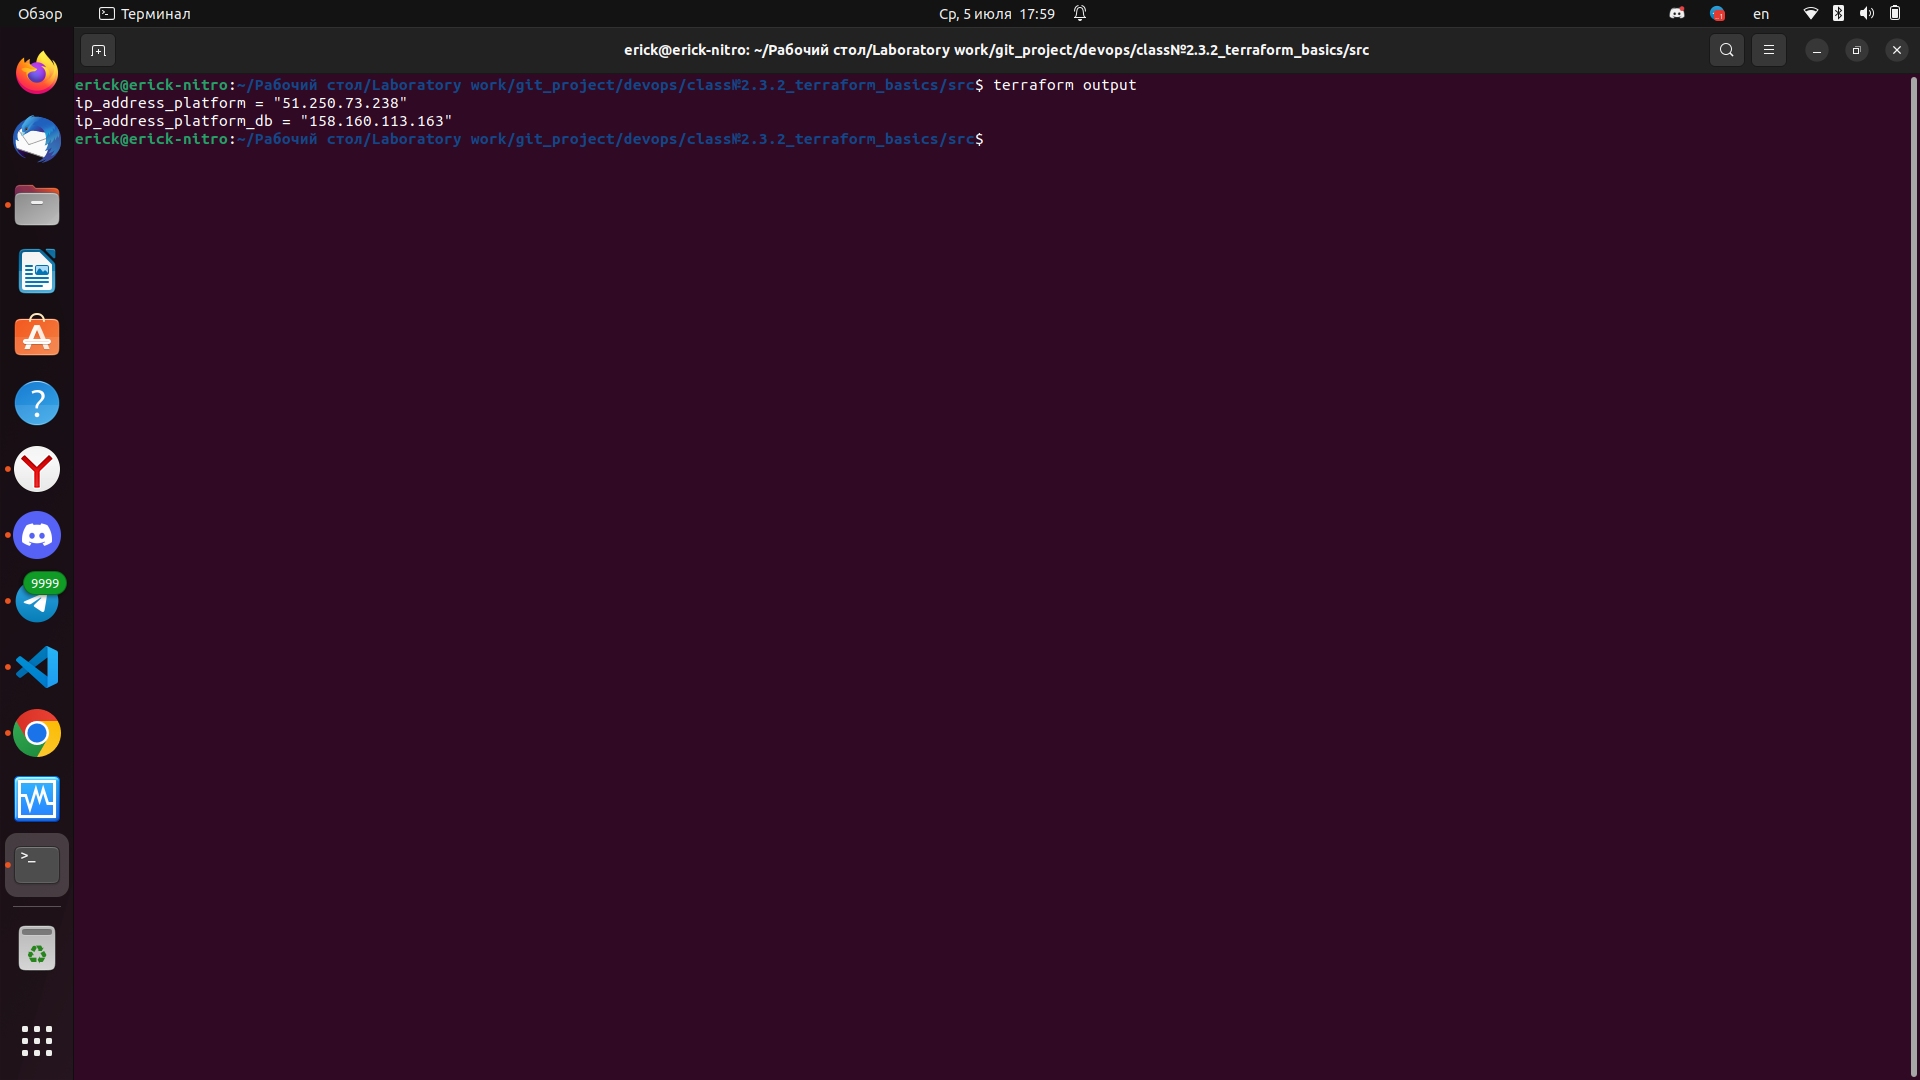 Обзор
Терминал
Ср, 5 июля 17:59
en
erick@erick-nitro: ~/Рабочий стол/Laboratory work/git_project/devops/class№2.3.2_terraform_basics/src
erick@erick-nitro:~/Рабочий стол/Laboratory work/git_project/devops/class№2.3.2_terraform_basics/src$ terraform output
ip_address_platform = "51.250.73.238"
ip_address_platform_db = "158.160.113.163"
erick@erick-nitro:~/Рабочий стол/Laboratory work/git_project/devops/class№2.3.2_terraform_basics/src$
9999